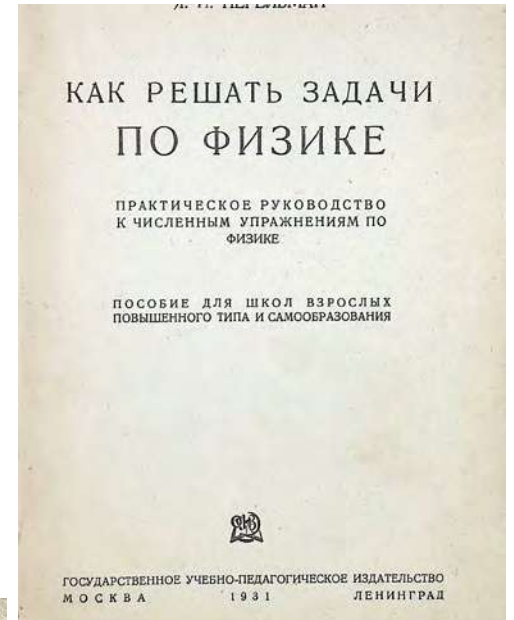 Я. И. ПЕРЕЛЬМАН
КАК РЕШАТЬ ЗАДАЧИ
ПО ФИЗИКЕ
ПРАКТИЧЕСКОЕ РУКОВОДСТВО
К ЧИСЛЕННЫМ УПРАЖНЕНИЯМ ПО
ФИЗИКЕ
ПОСОБИЕ ДЛЯ ШКОЛ ВЗРОСЛЫХ
ПОВЫШЕННОГО ТИПА И САМООБРАЗОВАНИЯ
ГОСУДАРСТВЕННОЕ УЧЕБНО-ПЕДАГОГИЧЕСКОЕ ИЗДАТЕЛЬСТВО
МОСКВА 1931 ЛЕНИНГРАД